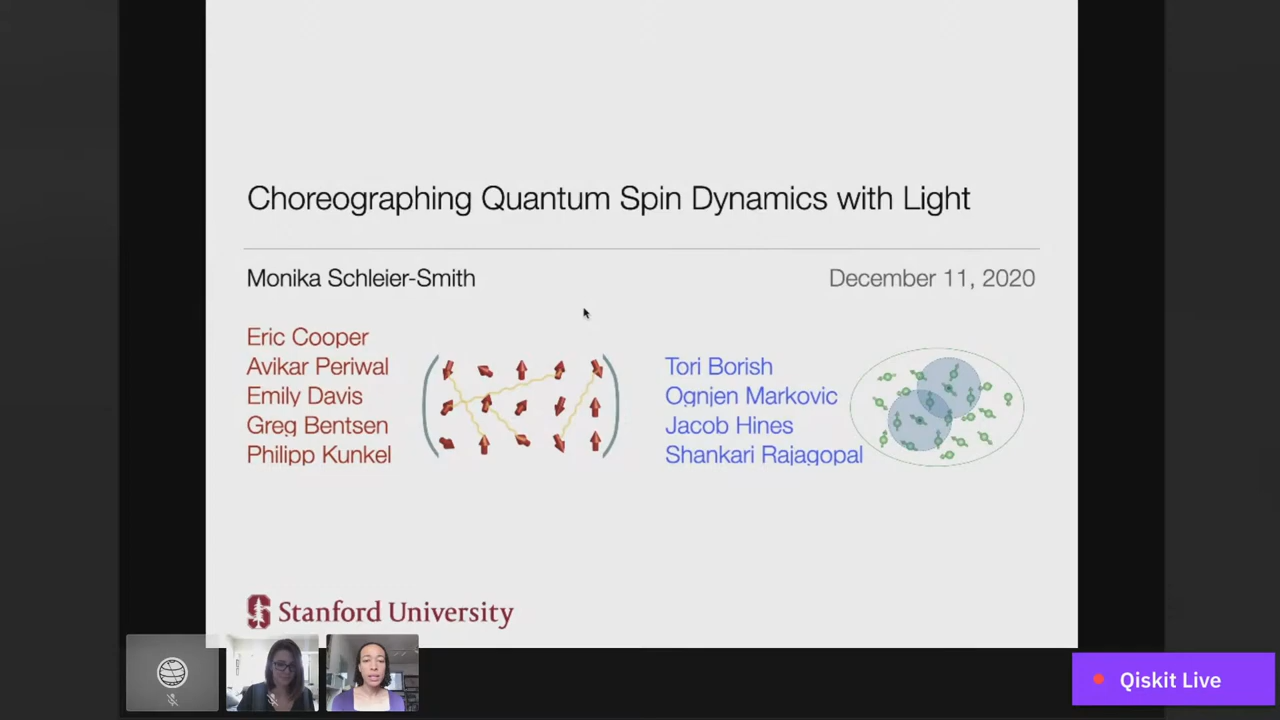 Choreographing Quantum Spin Dynamics with Light
Monika Schleier-Smith
December 11, 2020
Eric Cooper
Avikar Periwal
Emily Davis
Greg Bentsen
Philipp Kunkel
Tori Borish
Ognjen Markovic
Jacob Hines
Shankari Rajagopal
Stanford University
Qiskit Live